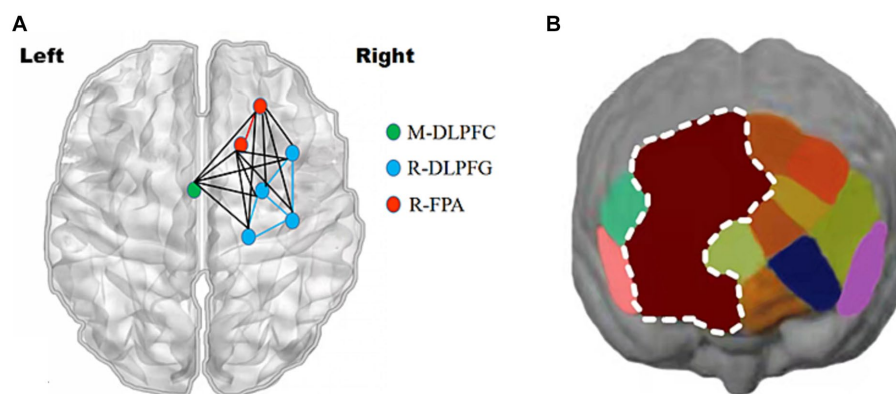 A
Left
Right
M-DLPFC
R-DLPFG
R-FPA
B